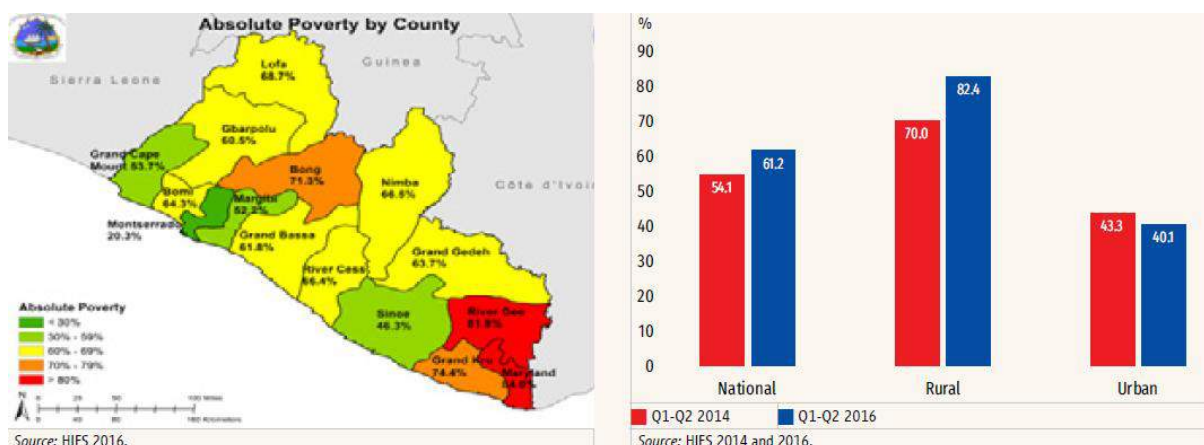 Absolute Poverty by County
Sierra Leone
Guinea
Côte d'Ivoir
Lofa
68.7%
Gbarpolu
60.5%
Grand Cape
Mount 53.7%
Bong
71.3%
Nimba
Bomi
64.3%
Margibi
52.2%
Montserrado
20.3%
Grand Bassa
61.8%
River Cess
66.4%
Grand Gedeh
63.7%
Sinoe
46.3%
River Gee
Grand Kru
74.4%
Maryland
Absolute Poverty
< 30%
30% - 59%
60% - 69%
70% - 79%
> 80%
N
Source: HIES 2016.
%
90
80
70
60
50
40
30
20
10
0
54.1
61.2
70.0
82.4
43.3
40.1
National
Rural
Urban
Q1-Q2 2014
Q1-Q2 2016
Source: HIES 2014 and 2016.